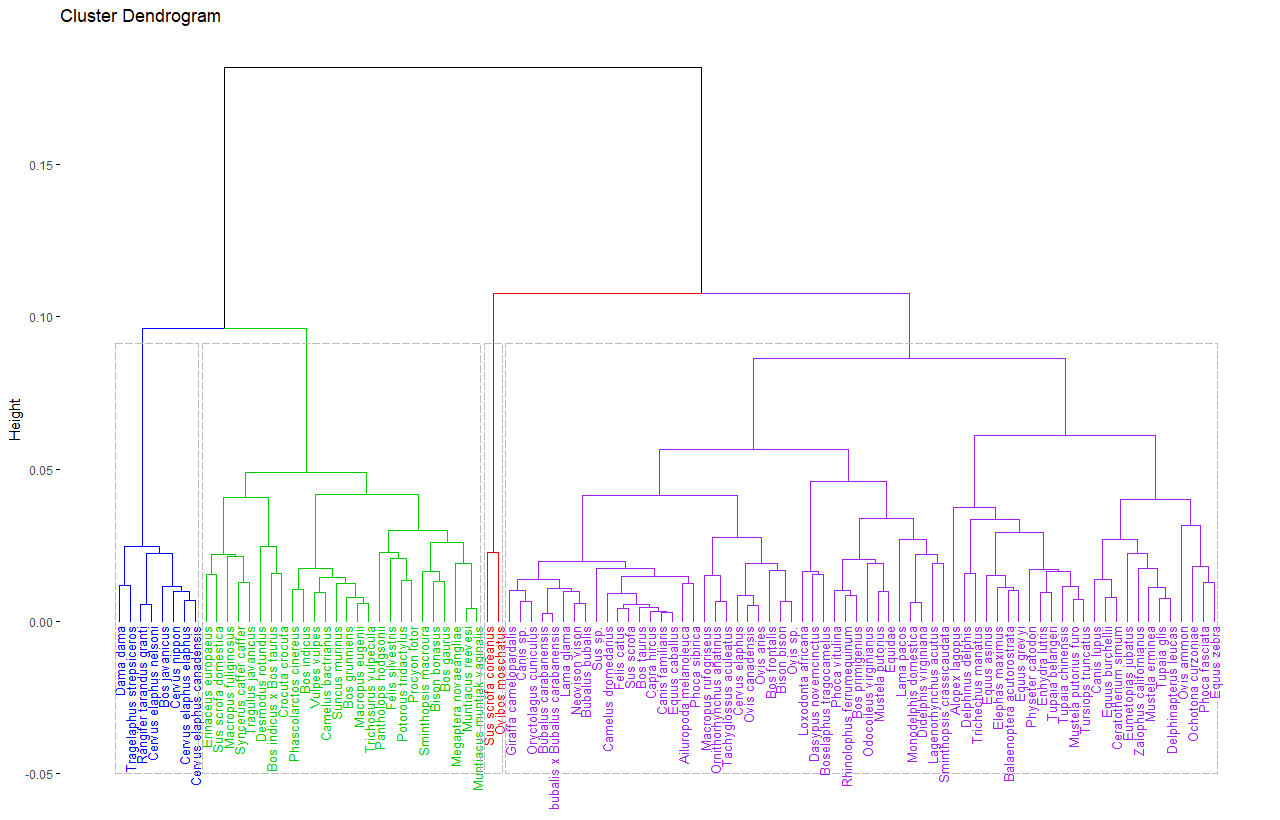 Cluster Dendrogram
Height
0.15
0.10
0.05
0.00
-0.05
Dama dama
Tragelaphus strepsiceros
Rangifer tarandus granti
Cervus elaphus nelsoni
Bos javanicus
Cervus nippon
Cervus elaphus elaphus
Cervus elaphus canadensis
Erinaceus europaeus
Sus scrofa domestica
Macropus fuliginosus
Syncerus caffer caffer
Tragulus javanicus
Desmodus rotundus
Bos indicus x Bos taurus
Crocuta crocuta
Phascolarctos cinereus
Bos indicus
Vulpes vulpes
Camelus bactrianus
Suncus murinus
Bos grunniens
Macropus eugenii
Trichosurus vulpecula
Panthalops hodgsonii
Felis silvestris
Potorous tridactylus
Procyon lotor
Sminthopsis macroura
Bison bonasus
Bos taurus
Megaptera novaeangliae
Muntiacus reevesi
Muntiacus muntjak vaginalis
Sus scrofa coreanus
Ovibos moschatus
Giraffa camelopardalis
Canis sp.
Oryctolagus cuniculus
Bubalus carabanensis
bubalis x Bubalus carabanensis
Lama glama
Neovison vison
Bubalus bubalis
Sus sp.
Camelus dromedarius
Felis catus
Sus scrofa
Bos taurus
Capra hircus
Canis familiaris
Equus caballus
Ailuropoda melanoleuca
Phoca sibirica
Macropus rufogriseus
Ornithorhynchus anatinus
Tachyglossus aculeatus
Cervus elaphus
Ovis canadensis
Ovis aries
Bos frontalis
Bison bison
Ovis sp.
Loxodonta africana
Dasypus novemcinctus
Boselaphus tragocamelus
Phoca vitulina
Rhinolophus ferrumequinum
Bos primigenius
Odocoileus virginianus
Mustela putorius
Equidae
Lama pacos
Monodelphis domestica
Didelphis virginiana
Lagenorhynchus acutus
Sminthopsis crassicaudata
Alopex lagopus
Delphinus delphis
Trichechus manatus
Equus asinus
Elephas maximus
Balaenoptera acutorostrata
Equus grevyi
Physeter catodon
Enhydra lutris
Tupaia belangeri
Tupaia chinensis
Mustela putorius furo
Tursiops truncatus
Canis lupus
Equus burchellii
Ceratotherium simum
Eumetopias jubatus
Zalophus californianus
Mustela erminea
Tupaia minor glis
Delphinapterus leucas
Ovis ammon
Ochotona curzoniae
Phoca fasciata
Equus zebra